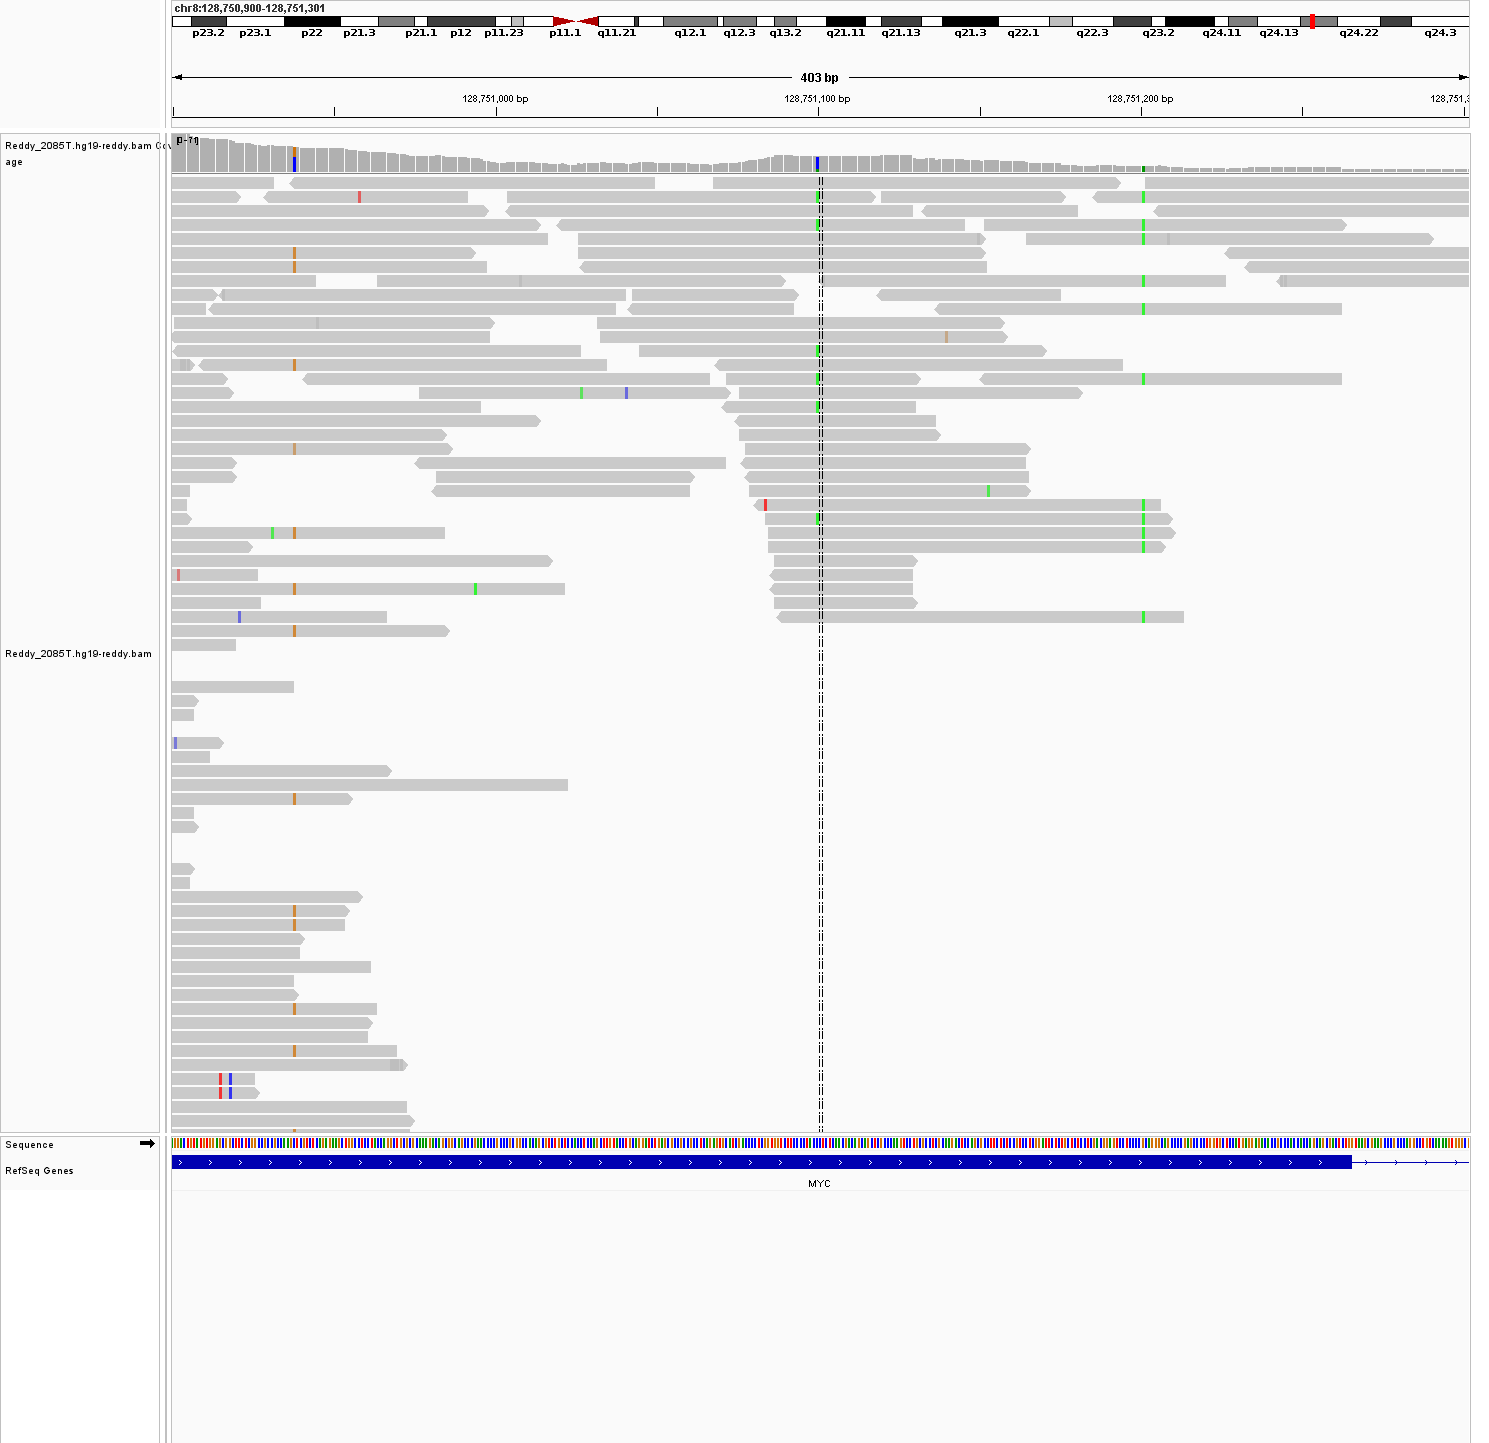 chr8:128,750,900-128,751,301
p23.2 p23.1 p22 p21.3 p21.1 p12 p11.23 p11.1 q11.21 q12.1 q12.3 q13.2 q21.11 q21.13 q21.3 q22.1 q22.3 q23.2 q24.11 q24.13 q24.22 q24.3
403 bp
128,751,000 bp 128,751,100 bp 128,751,200 bp 128,751,3
Reddy_2085T.hg19-reddy.bam Cov
age
Reddy_2085T.hg19-reddy.bam
Sequence
RefSeq Genes
MYC